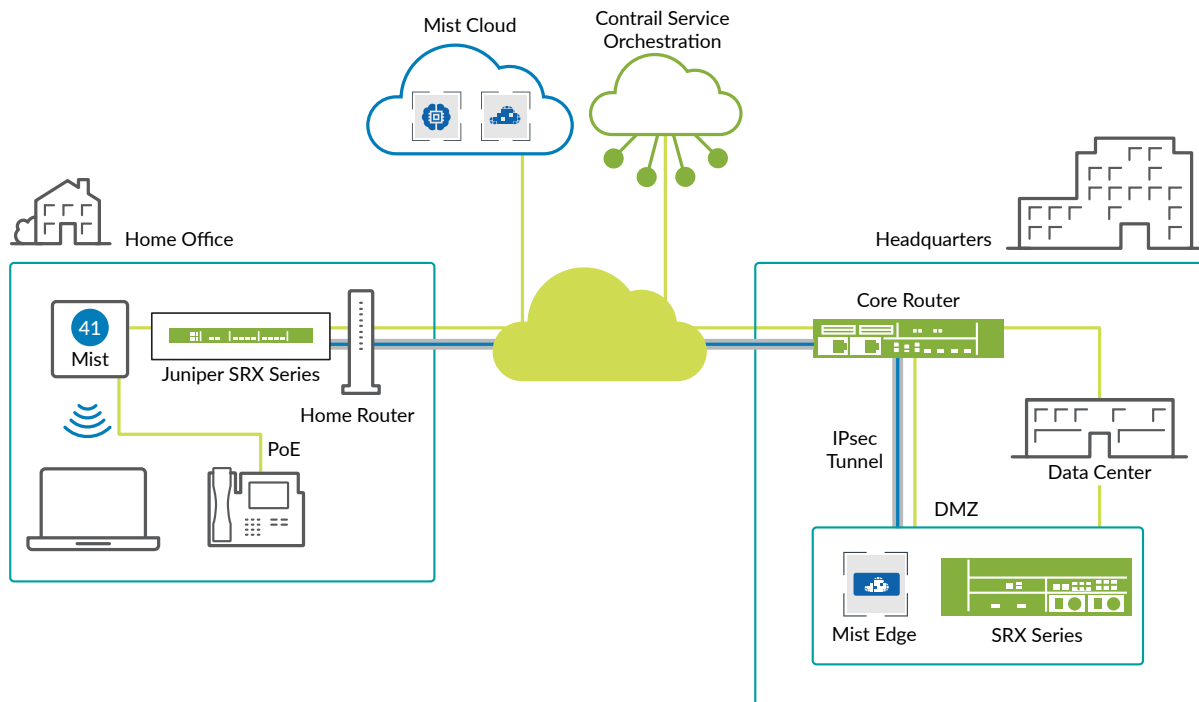 Mist Cloud
Contrail Service
Orchestration
Home Office
Headquarters
41
Mist
Juniper SRX Series
Home Router
PoE
Core Router
IPsec
Tunnel
Data Center
DMZ
Mist Edge
SRX Series